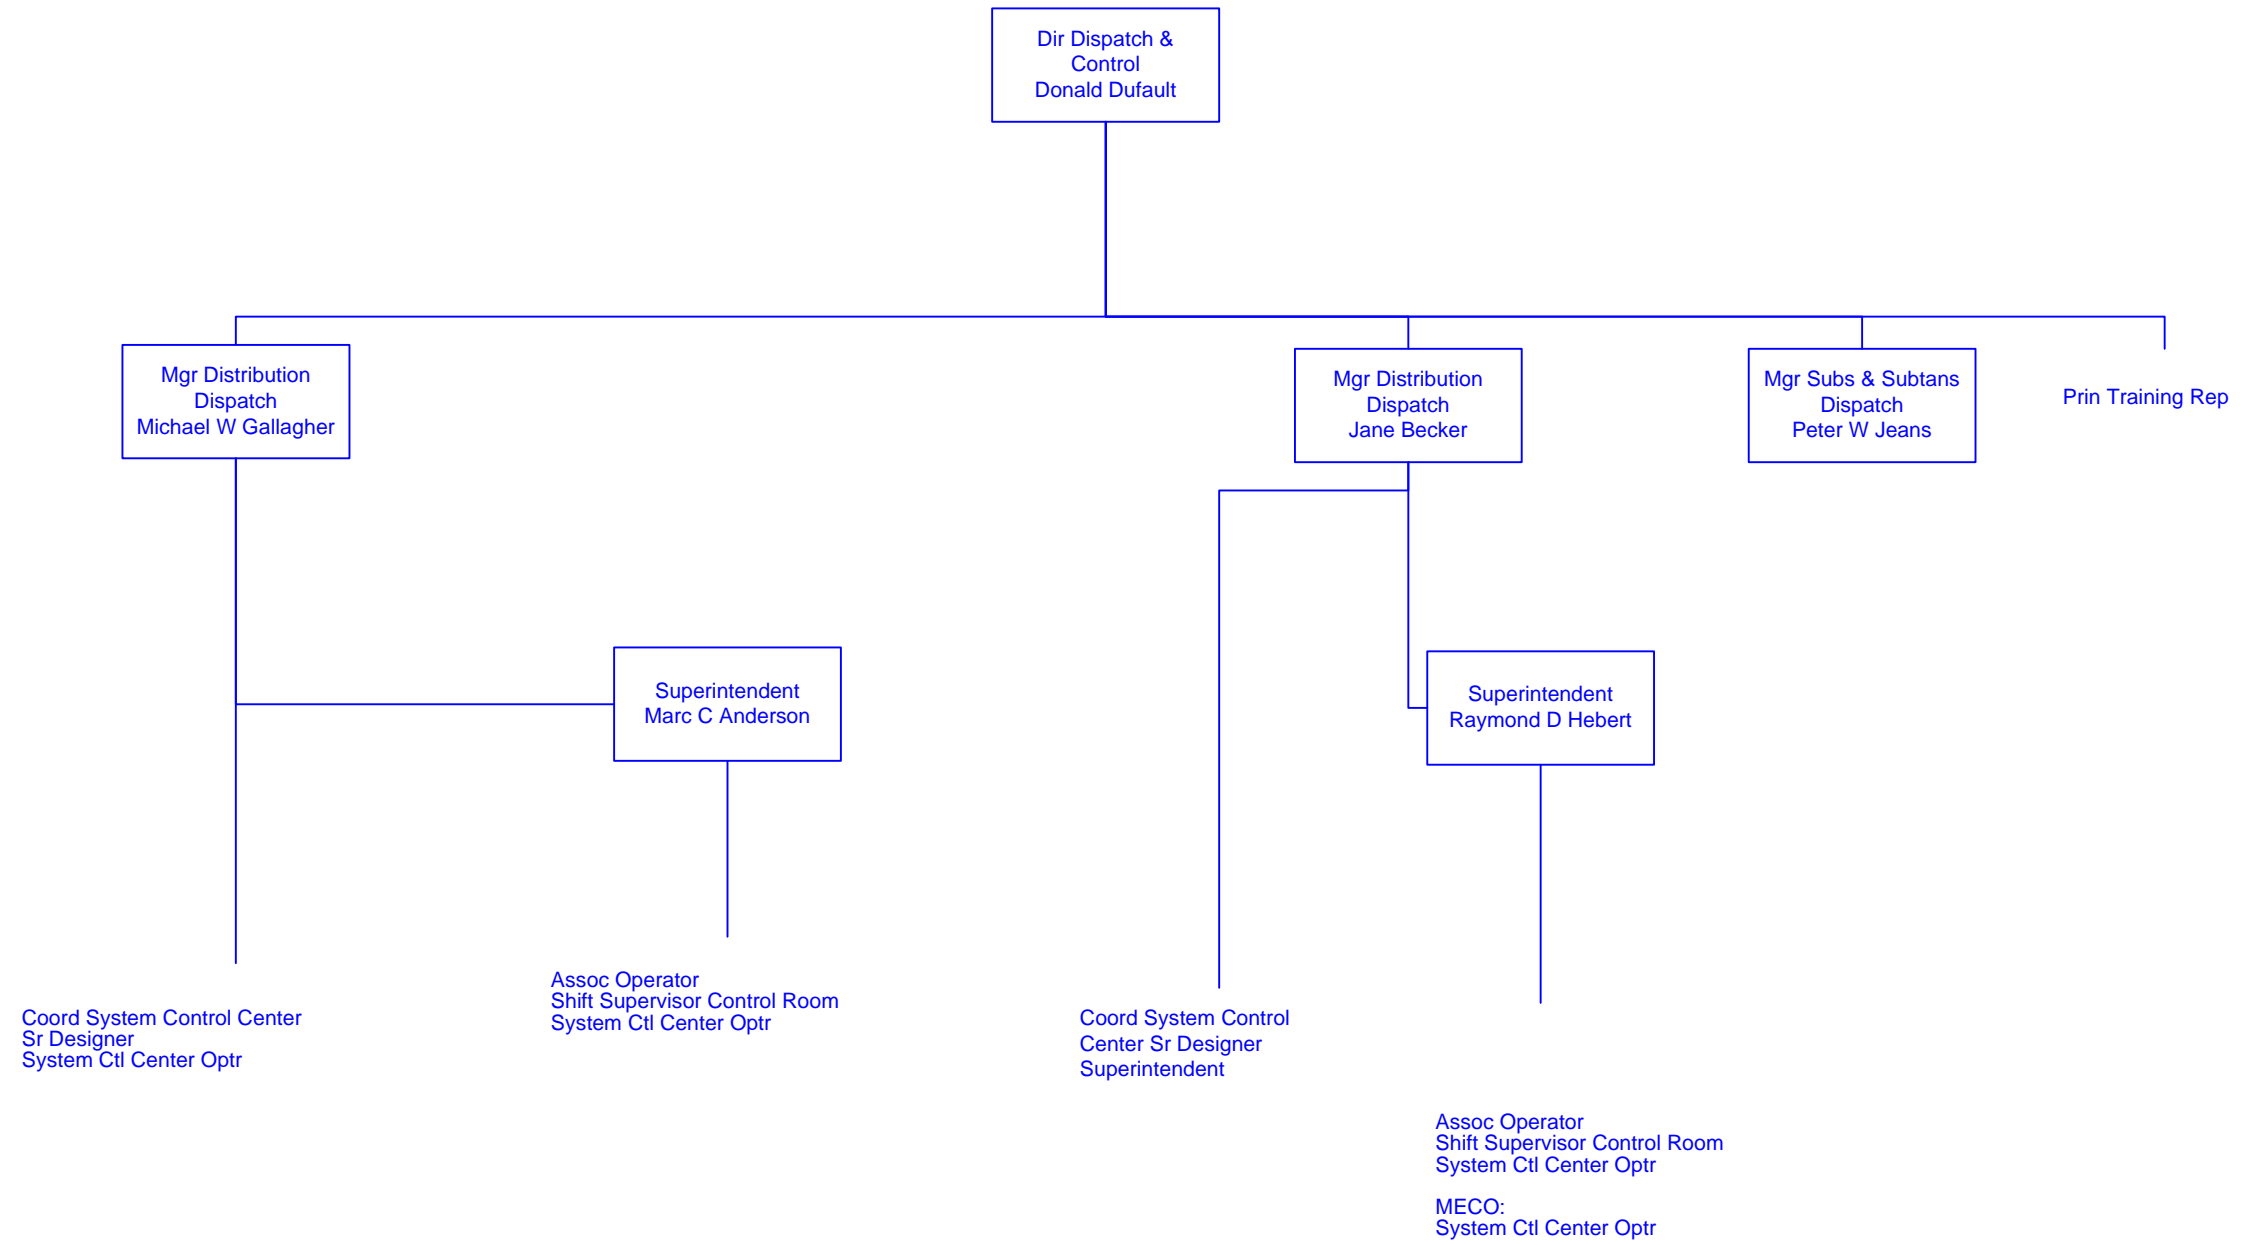 Dir Dispatch &
Control
Donald Dufault
Mgr Distribution
Dispatch
Michael W Gallagher
Mgr Distribution
Dispatch
Jane Becker
Mgr Subs & Subtans
Dispatch
Peter W Jeans
Prin Training Rep
Superintendent
Marc C Anderson
Superintendent
Raymond D Hebert
Coord System Control Center
Sr Designer
System Ctl Center Optr
Assoc Operator
Shift Supervisor Control Room
System Ctl Center Optr
Coord System Control
Center Sr Designer
Superintendent
Assoc Operator
Shift Supervisor Control Room
System Ctl Center Optr
MECO:
System Ctl Center Optr